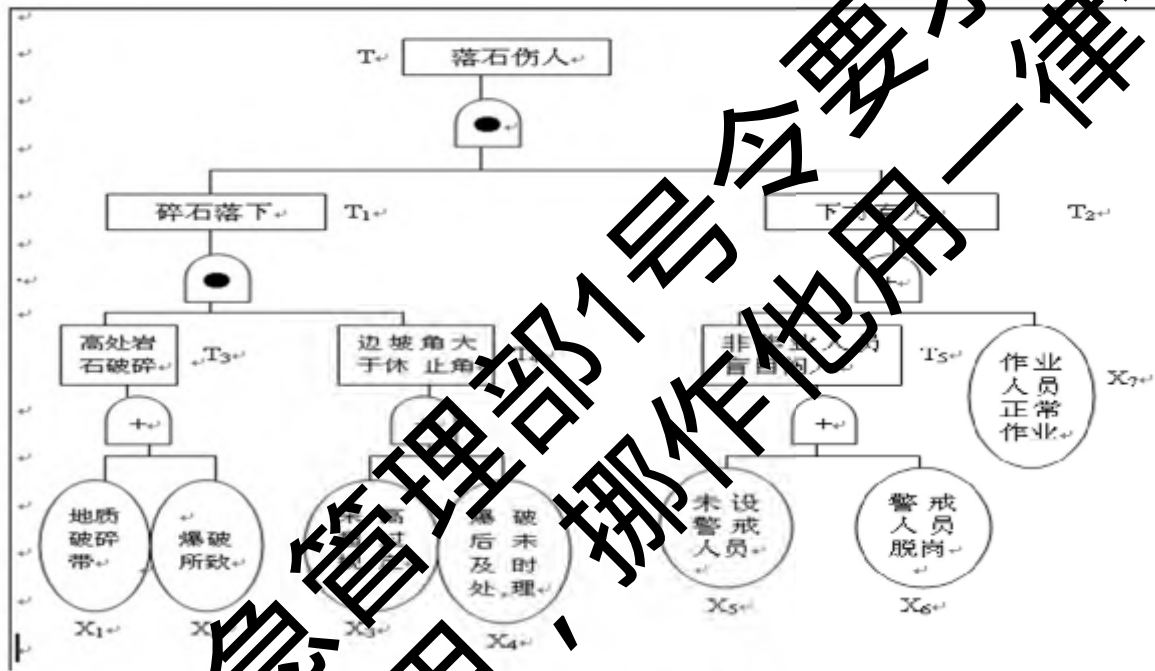 T
落石伤人
碎石落下
T₁
下方有人
T₂
高处岩
石破碎
T₃
边坡角大
于休 止角
T₅
作业
人员
正常
作业
X₇
+
+
+
地质
破碎
带
爆破
所致
爆 破
后 未
及 时
处 理
未 设
警 戒
人 员
警 戒
人 员
脱岗
X₁
X₃
X₄
X₅
X₆
急管理部1号令要求
用，挪作他用一律